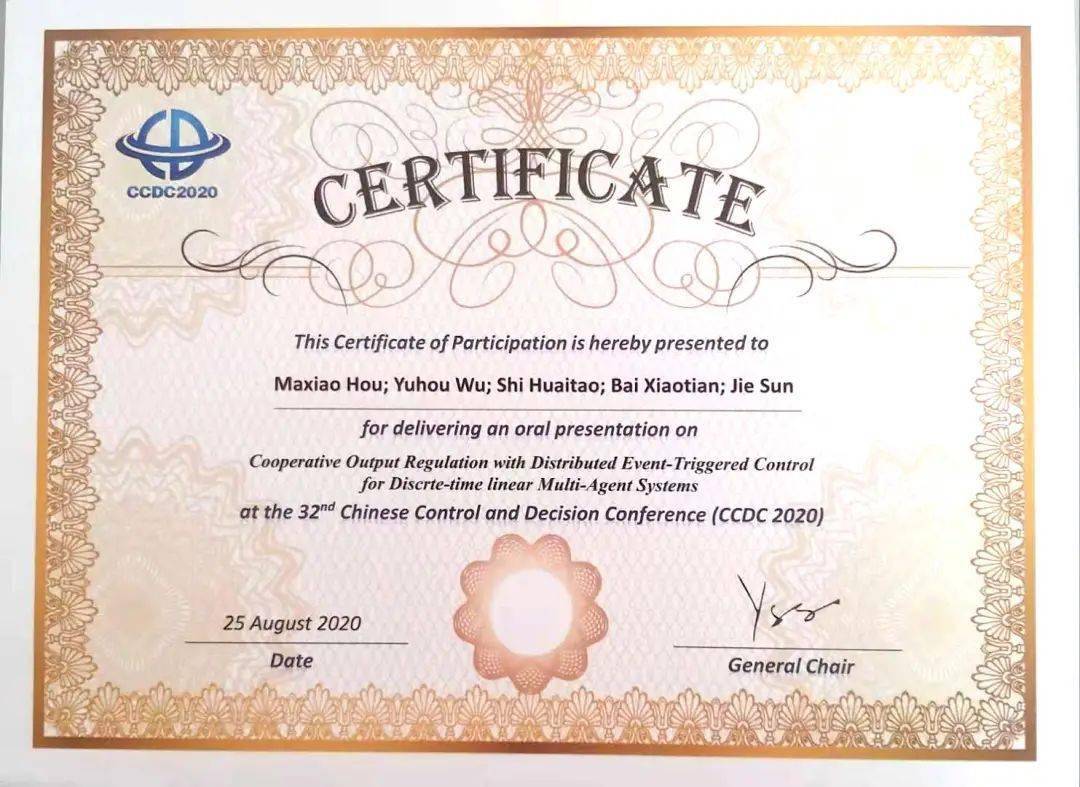 CCDC2020
CERTIFICATE
This Certificate of Participation is hereby presented to
Maxiao Hou; Yuhou Wu; Shi Huaitao; Bai Xiaotian; Jie Sun
for delivering an oral presentation on
Cooperative Output Regulation with Distributed Event-Triggered Control
for Discrte-time linear Multi-Agent Systems
at the 32nd Chinese Control and Decision Conference (CCDC 2020)
25 August 2020
Date
General Chair